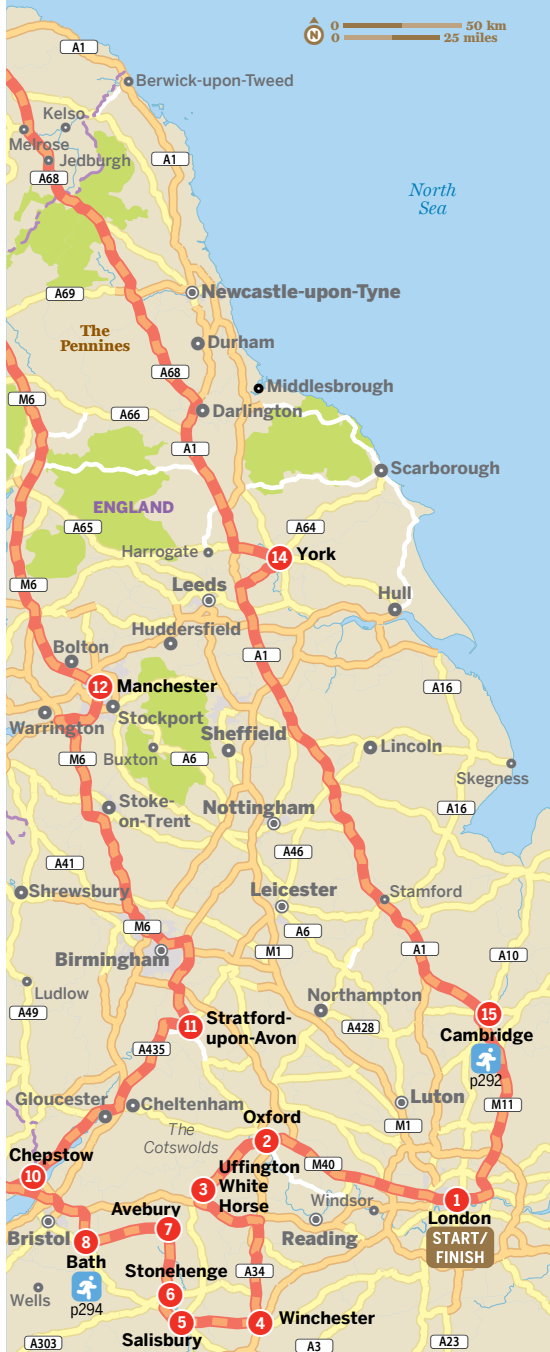 0 50 km
N
0 25 miles
A1
Berwick-upon-Tweed
Kelso
Melrose
Jedburgh
A1
A68
North
Sea
A69
Newcastle-upon-Tyne
The
Pennines
Durham
A68
Middlesbrough
M6
A66
Darlington
A1
Scarborough
ENGLAND
A65
A64
Harrogate
14 York
M6
Leeds
Hull
Huddersfield
Bolton
A1
12 Manchester
A16
Stockport
Warrington
Sheffield
Lincoln
M6
Buxton
A6
Skegness
Stoke-
on-Trent
Nottingham
A16
A46
A41
Shrewsbury
Leicester
Stamford
M6
A6
A1
A10
Birmingham
M1
Ludlow
Northampton
A49
15
Cambridge
p292
11 Stratford-
upon-Avon
A428
A435
Gloucester
Cheltenham
Luton
M11
Oxford
2
M1
The
Cotswolds
Chepstow
10
Uffington
White
Horse
3
M40
Windsor
1
London
START/
FINISH
Avebury
7
Bristol
8
Bath
p294
Reading
Stonehenge
6
A34
Wells
5
Salisbury
4 Winchester
A303
A3
A23